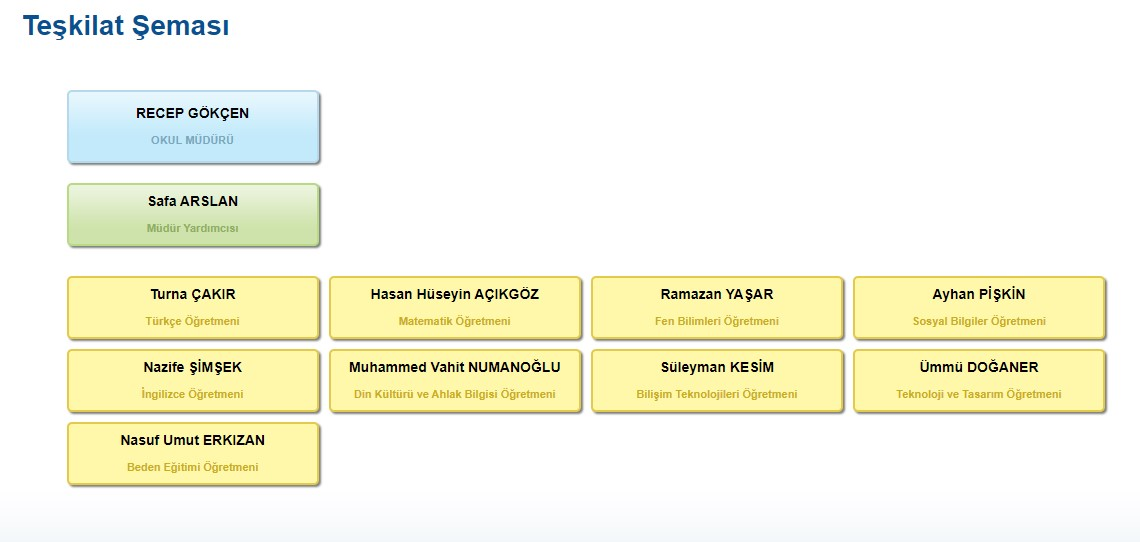 Teşkilat Şeması
RECEP GÖKÇEN
OKUL MÜDÜRÜ
Safa ARSLAN
Müdür Yardımcısı
Turna ÇAKIR
Türkçe Öğretmeni
Hasan Hüseyin AÇIKGÖZ
Matematik Öğretmeni
Ramazan YAŞAR
Fen Bilimleri Öğretmeni
Ayhan PİŞKİN
Sosyal Bilgiler Öğretmeni
Nazife ŞİMŞEK
İngilizce Öğretmeni
Muhammed Vahit NUMANOĞLU
Din Kültürü ve Ahlak Bilgisi Öğretmeni
Süleyman KESİM
Bilişim Teknolojileri Öğretmeni
Ümmü DOĞANER
Teknoloji ve Tasarım Öğretmeni
Nasuf Umut ERKIZAN
Beden Eğitimi Öğretmeni